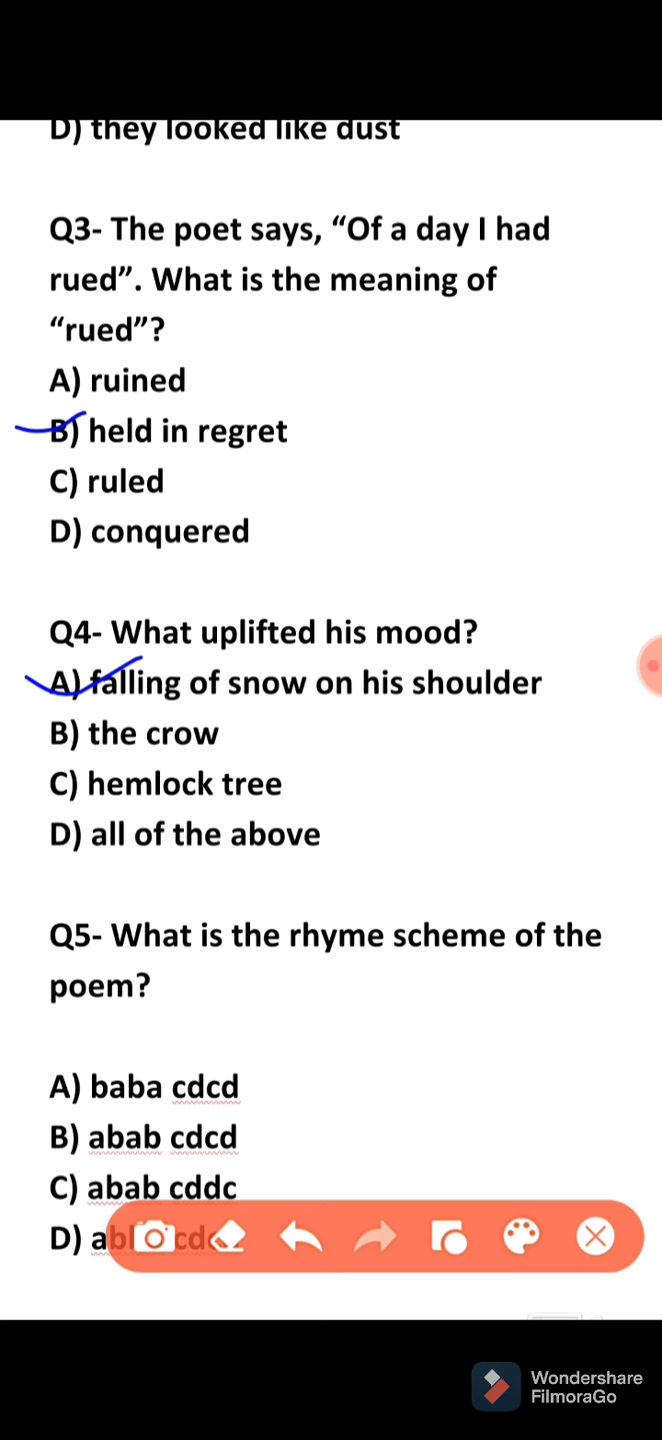 D) they looked like dust
Q3- The poet says, “Of a day I had
rued”. What is the meaning of
“rued”?
A) ruined
B) held in regret
C) ruled
D) conquered
Q4- What uplifted his mood?
A) falling of snow on his shoulder
B) the crow
C) hemlock tree
D) all of the above
Q5- What is the rhyme scheme of the
poem?
A) baba cdcd
B) abab cdcd
C) abab cddc
D)
Wondershare
FilmoraGo